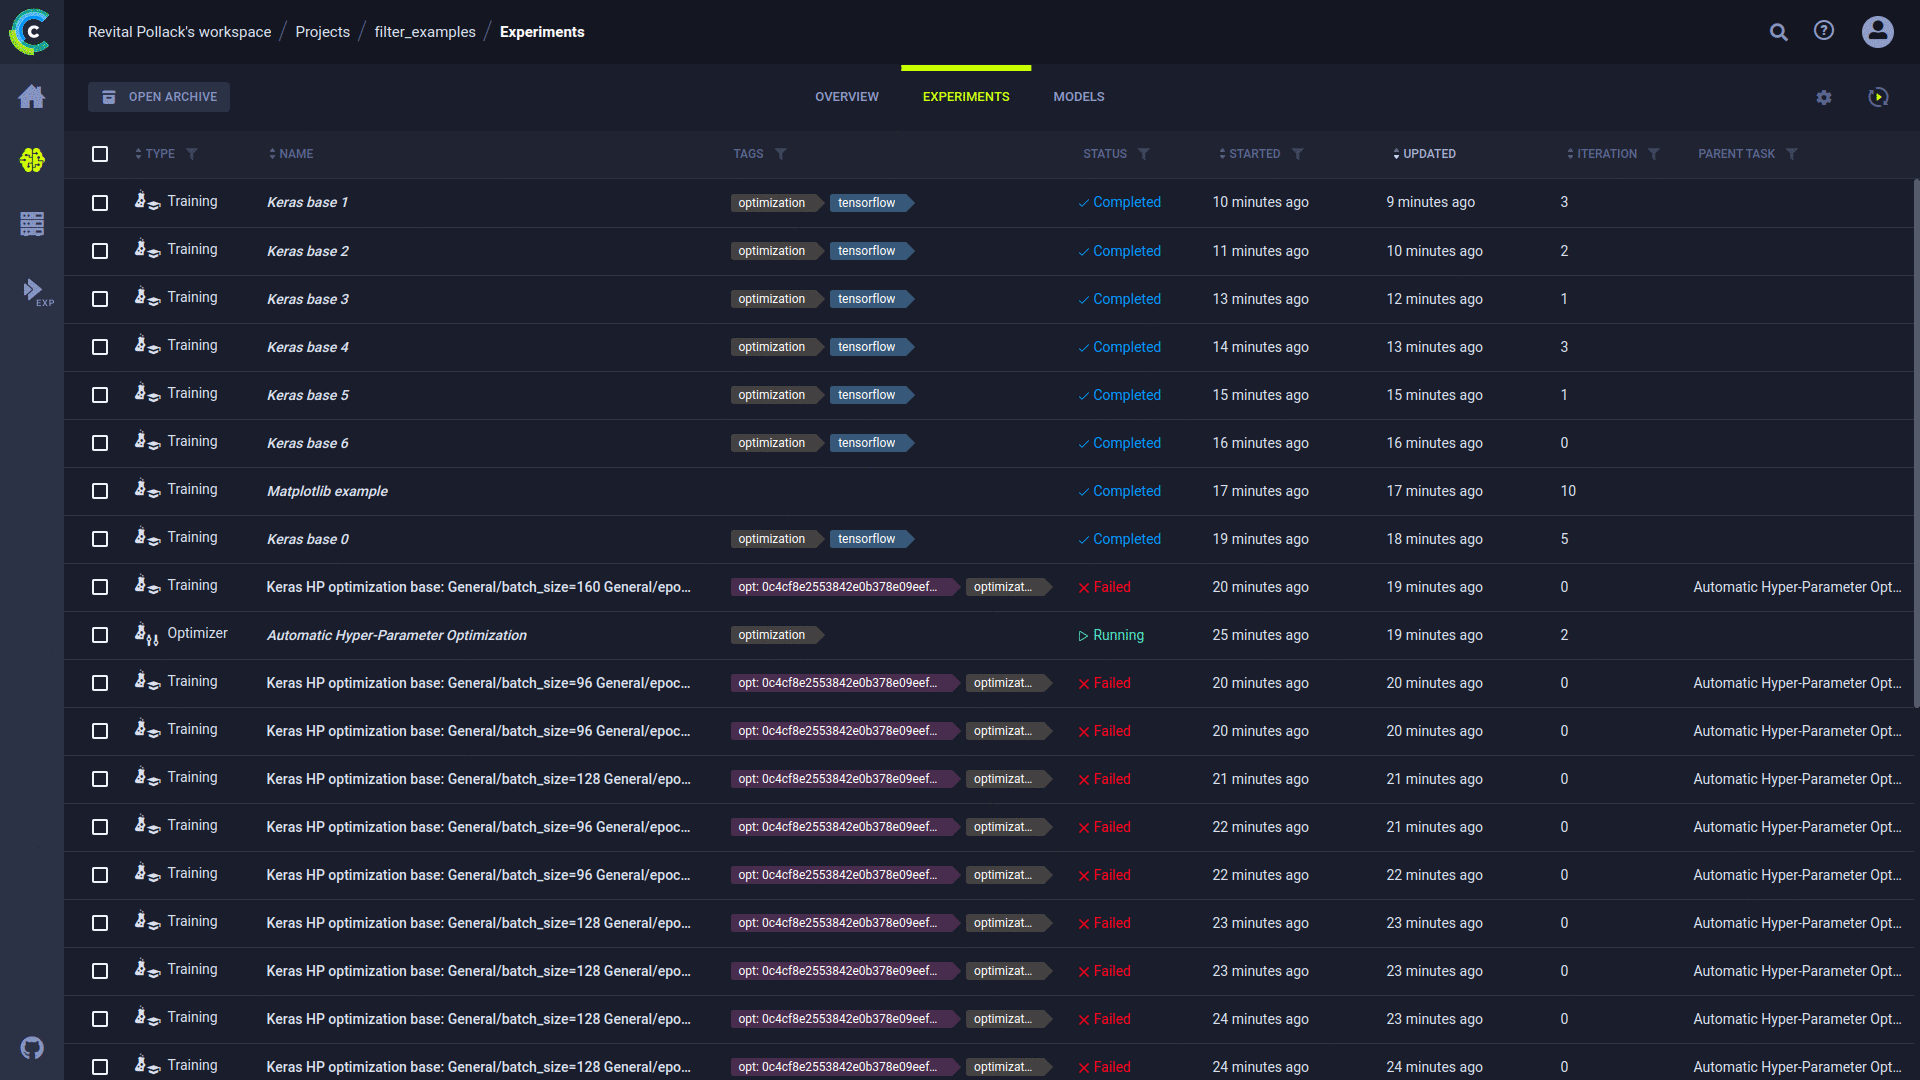 C Revital Pollack's workspace / Projects / filter_examples / Experiments ?
OPEN ARCHIVE OVERVIEW EXPERIMENTS MODELS
TYPE NAME TAGS STATUS STARTED UPDATED ITERATION PARENT TASK
Training Keras base 1 optimization tensorflow Completed 10 minutes ago 9 minutes ago 3
Training Keras base 2 optimization tensorflow Completed 11 minutes ago 10 minutes ago 2
EXP
Training Keras base 3 optimization tensorflow Completed 13 minutes ago 12 minutes ago 1
Training Keras base 4 optimization tensorflow Completed 14 minutes ago 13 minutes ago 3
Training Keras base 5 optimization tensorflow Completed 15 minutes ago 15 minutes ago 1
Training Keras base 6 optimization tensorflow Completed 16 minutes ago 16 minutes ago 0
Training Matplotlib example Completed 17 minutes ago 17 minutes ago 10
Training Keras base 0 optimization tensorflow Completed 19 minutes ago 18 minutes ago 5
Training Keras HP optimization base: General/batch_size=160 General/epo... opt: 0c4cf8e2553842e0b378e09eef... optimizat... Failed 20 minutes ago 19 minutes ago 0 Automatic Hyper-Parameter Opt...
Optimizer Automatic Hyper-Parameter Optimization optimization Running 25 minutes ago 19 minutes ago 2
Training Keras HP optimization base: General/batch_size=96 General/epoc... opt: 0c4cf8e2553842e0b378e09eef... optimizat... Failed 20 minutes ago 20 minutes ago 0 Automatic Hyper-Parameter Opt...
Training Keras HP optimization base: General/batch_size=96 General/epoc... opt: 0c4cf8e2553842e0b378e09eef... optimizat... Failed 20 minutes ago 20 minutes ago 0 Automatic Hyper-Parameter Opt...
Training Keras HP optimization base: General/batch_size=128 General/epo... opt: 0c4cf8e2553842e0b378e09eef... optimizat... Failed 21 minutes ago 21 minutes ago 0 Automatic Hyper-Parameter Opt...
Training Keras HP optimization base: General/batch_size=96 General/epoc... opt: 0c4cf8e2553842e0b378e09eef... optimizat... Failed 22 minutes ago 21 minutes ago 0 Automatic Hyper-Parameter Opt...
Training Keras HP optimization base: General/batch_size=96 General/epoc... opt: 0c4cf8e2553842e0b378e09eef... optimizat... Failed 22 minutes ago 22 minutes ago 0 Automatic Hyper-Parameter Opt...
Training Keras HP optimization base: General/batch_size=128 General/epo... opt: 0c4cf8e2553842e0b378e09eef... optimizat... Failed 23 minutes ago 23 minutes ago 0 Automatic Hyper-Parameter Opt...
Training Keras HP optimization base: General/batch_size=128 General/epo... opt: 0c4cf8e2553842e0b378e09eef... optimizat... Failed 23 minutes ago 23 minutes ago 0 Automatic Hyper-Parameter Opt...
Training Keras HP optimization base: General/batch_size=128 General/epo... opt: 0c4cf8e2553842e0b378e09eef... optimizat... Failed 24 minutes ago 23 minutes ago 0 Automatic Hyper-Parameter Opt...
Training Keras HP optimization base: General/batch_size=128 General/epo... opt: 0c4cf8e2553842e0b378e09eef... optimizat... Failed 24 minutes ago 24 minutes ago 0 Automatic Hyper-Parameter Opt...